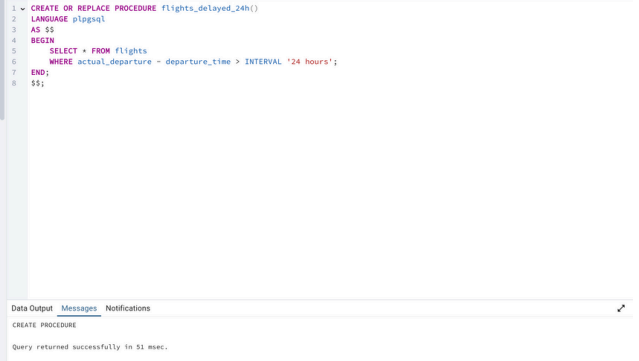 1 CREATE OR REPLACE PROCEDURE flights_delayed_24h()
2 LANGUAGE plpgsql
3 AS $$
4 BEGIN
5     SELECT * FROM flights
6     WHERE actual_departure - departure_time > INTERVAL '24 hours';
7 END;
8 $$;
Data Output Messages Notifications
CREATE PROCEDURE
Query returned successfully in 51 msec.